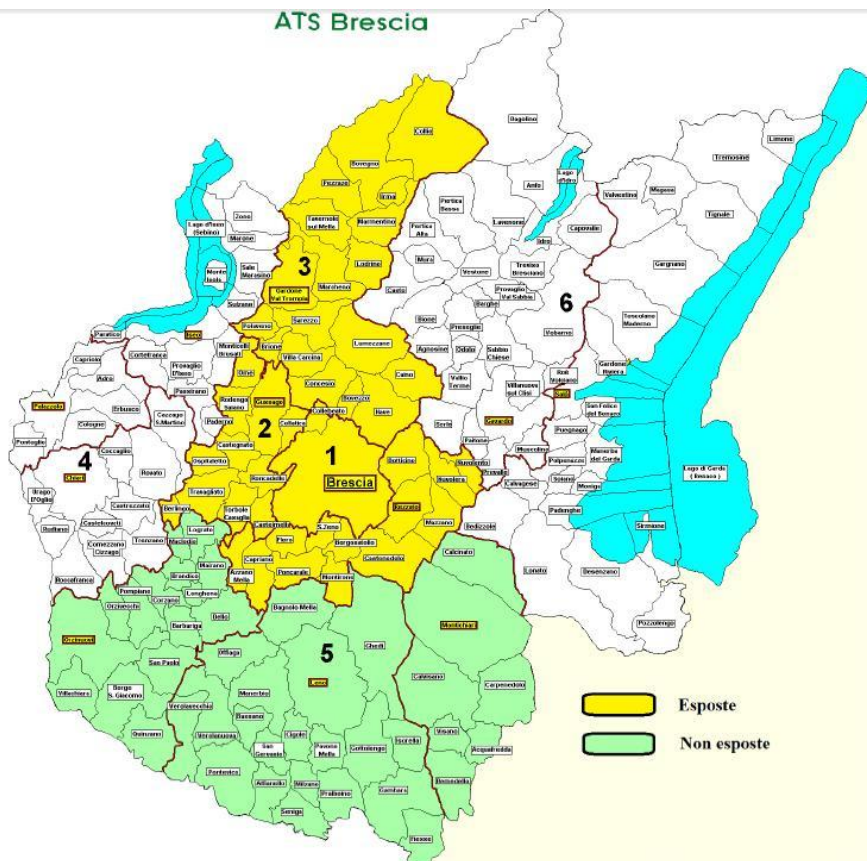 ATS Brescia
Collio
Bagolino
Bovegno
Limone
Tremosine
Pezzaze
Irma
Lago
d'Idro
Anfo
Valvestino
Magasa
Pertica
Bassa
Tavernole
sul Mella
Marmentino
Zone
Lavenone
Tignale
Lago d'Iseo
(Sebino)
Marone
Pertica
Alta
Capovalle
Idro
3
Lodrino
Mura
Treviso
Bresciano
Gargnano
Monte
Isola
Sale
Marasino
Vestone
Gardone
Val Trompia
Marcheno
Casto
Provaglio
Val Sabbia
6
Sulzano
Barghe
Bione
Toscolano
Maderno
Polaveno
Sarezzo
Preseglie
Vobarno
Paratico
Iseo
Lumezzane
Agnosine
Odolo
Sabbio
Chiese
Monticelli
Brusati
Brione
Villa Carcina
Capriolo
Cortefranca
Provaglio
D'Iseo
Gardone
Riviera
Roè
Volciano
Caino
Vallio
Terme
Villanuova
sul Clisi
Adro
Ome
Concesio
Salò
Passirano
Bovezzo
Palazzolo
Erbusco
Rodengo
Saiano
Gussago
Nave
San Felice
del Benaco
Cazzago
S.Martino
Collebeato
Gavardo
Cologne
Paderno
Cellatica
Serle
Puegnago
Pontoglio
2
Castegnato
Paitone
Manerba
del Garda
Coccaglio
Muscoline
Polpenazze
4
1
Ospitaletto
Botticino
Nuvolento
Lago di Garda
( Benaco )
Chiari
Rovato
Roncadelle
Prevalle
Soiano
Brescia
Nuvolera
Calvagese
Moniga
Urago
D'Oglio
Travagliato
Rezzato
Castrezzato
Berlingo
Torbole
Casaglia
Padenghe
Rudiano
Castelcovati
Mazzano
Bedizzole
Sirmione
Castelmella
S.Zeno
Lograto
Trenzano
Maclodio
Comezzano
Cizzago
Flero
Borgosatollo
Calcinato
Mairano
Capriano
Castenedolo
Lonato
Desenzano
Roccafranca
Brandico
Azzano
Mella
Poncarale
Montirone
Pompiano
Longhena
Orzivecchi
Corzano
Bagnolo Mella
Dello
Pozzolengo
Barbariga
Montichiari
Orzinuovi
Ghedi
Offlaga
5
San Paolo
Leno
Calvisano
Carpenedolo
Villachiara
Borgo
S. Giacomo
Manerbio
Verolavecchia
Esposte
Bassano
Quinzano
Cigole
Visano
Verolanuova
Isorella
San
Gervasio
Pavone
Mella
Gottolengo
Acquafredda
Non esposte
Pontevico
Remedello
Alfianello
Milzano
Gambara
Pralboino
Seniga
Fiesse